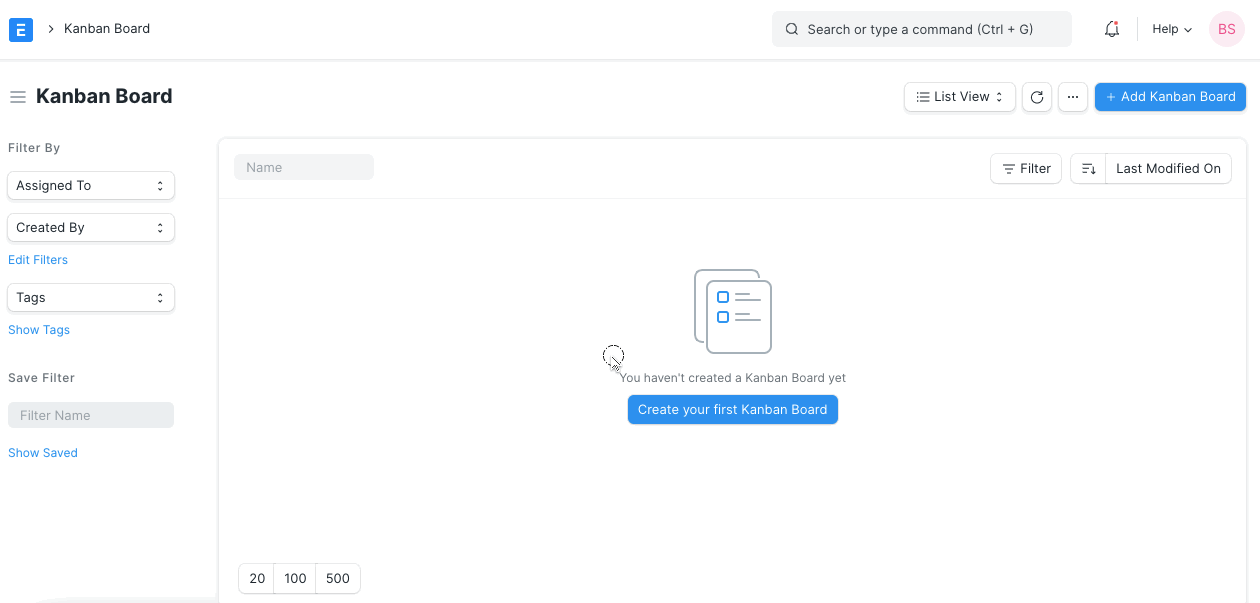 E
Kanban Board
Search or type a command (Ctrl + G)
Help
BS
Kanban Board
List View
+ Add Kanban Board
Filter By
Assigned To
Created By
Edit Filters
Tags
Show Tags
Save Filter
Filter Name
Show Saved
Name
Filter
Last Modified On
You haven't created a Kanban Board yet
Create your first Kanban Board
20 100 500